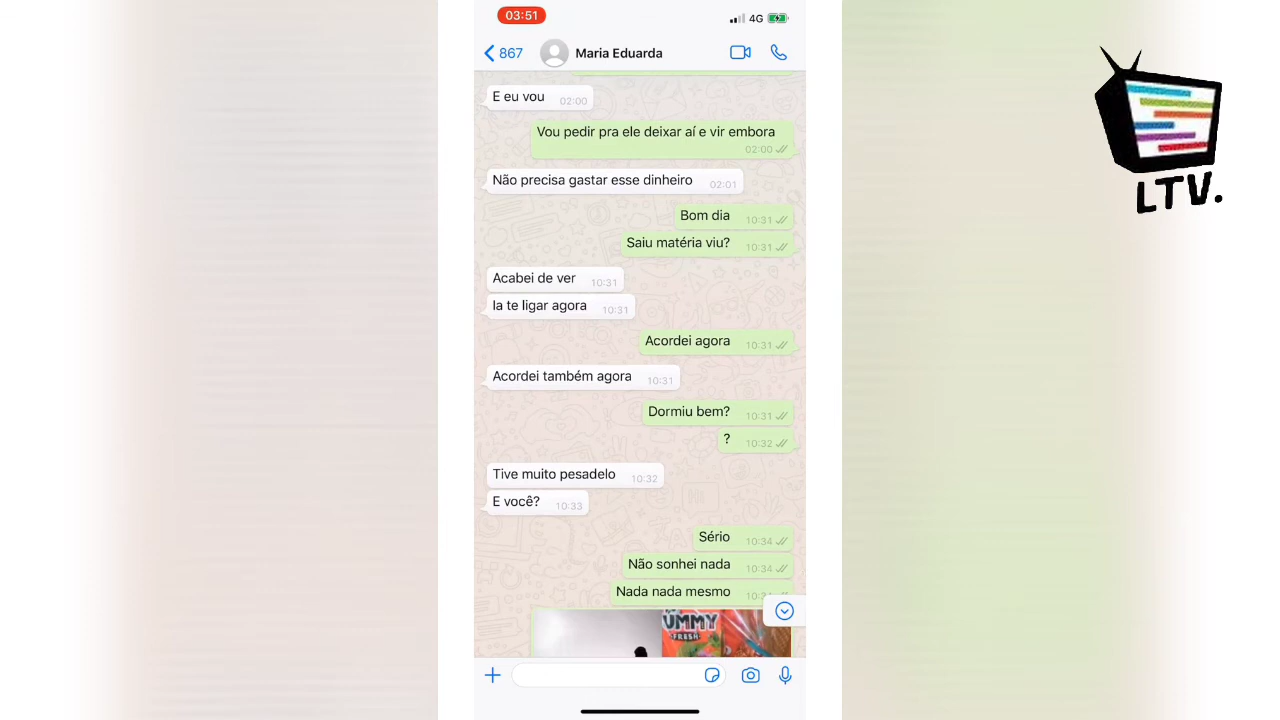 03:51
4G
867
Maria Eduarda
E eu vou 02:00
Vou pedir pra ele deixar aí e vir embora
02:00
Não precisa gastar esse dinheiro 02:01
Bom dia 10:31
Saiu matéria viu? 10:31
Acabei de ver 10:31
Ia te ligar agora 10:31
Acordei agora 10:31
Acordei também agora 10:31
Dormiu bem? 10:31
? 10:32
Tive muito pesadelo 10:32
E você? 10:33
Sério 10:34
Não sonhei nada 10:34
Nada nada mesmo
UMMY
FRESH
LTV.